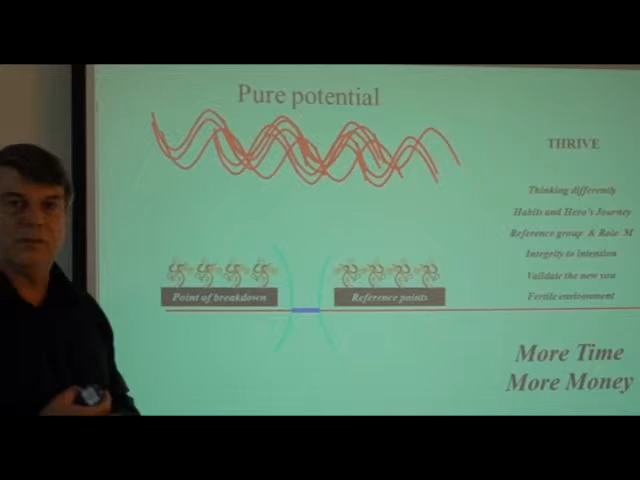 Pure potential
THRIVE
Thinking differently
Habits and Hero's Journey
Reference group & Role M
Integrity to intention
Validate the new you
Fertile environment
Point of breakdown
Reference points
More Time
More Money